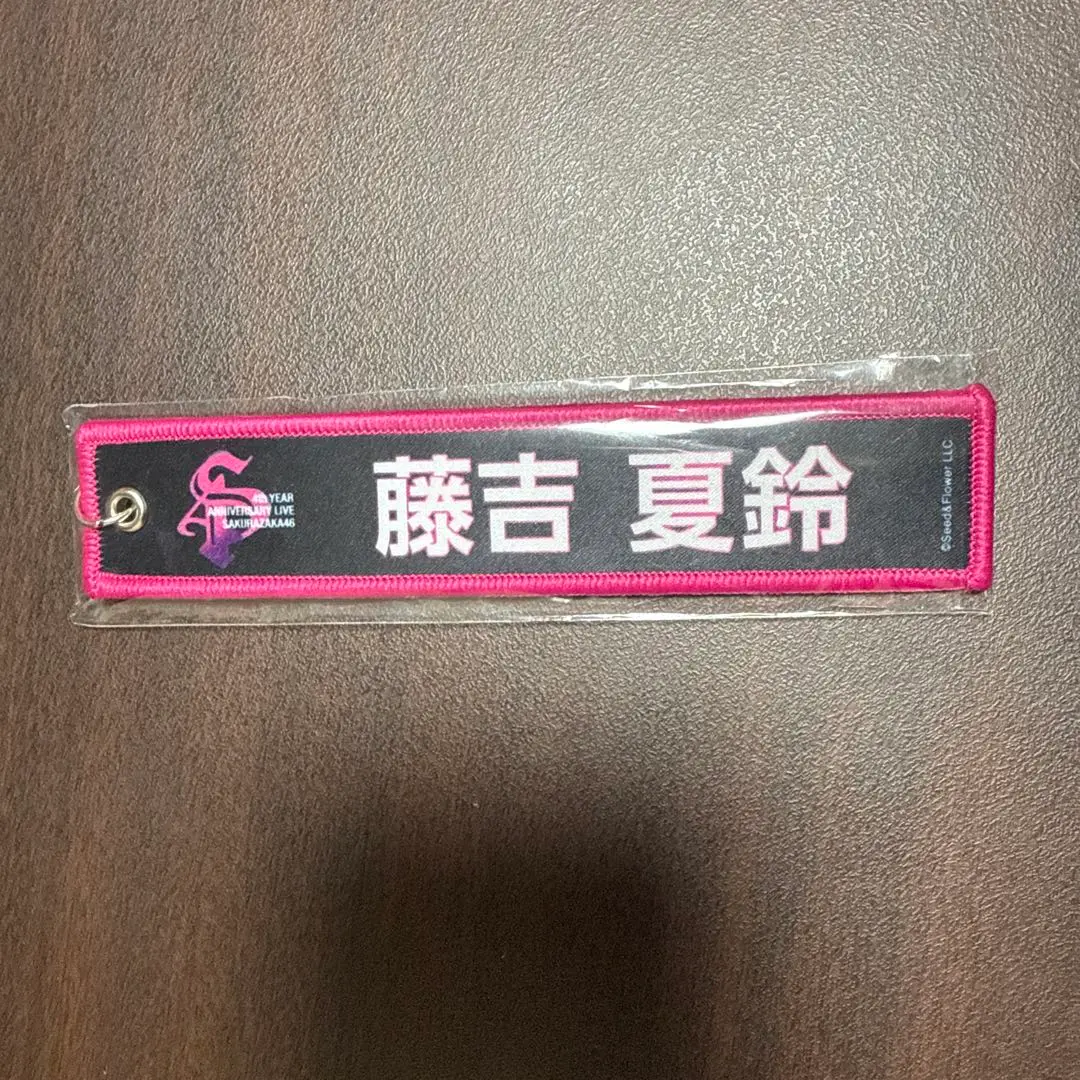 4th YEAR
ANNIVERSARY LIVE
SAKURAZAKA46
藤吉 夏鈴
©Seed&Flower LLC